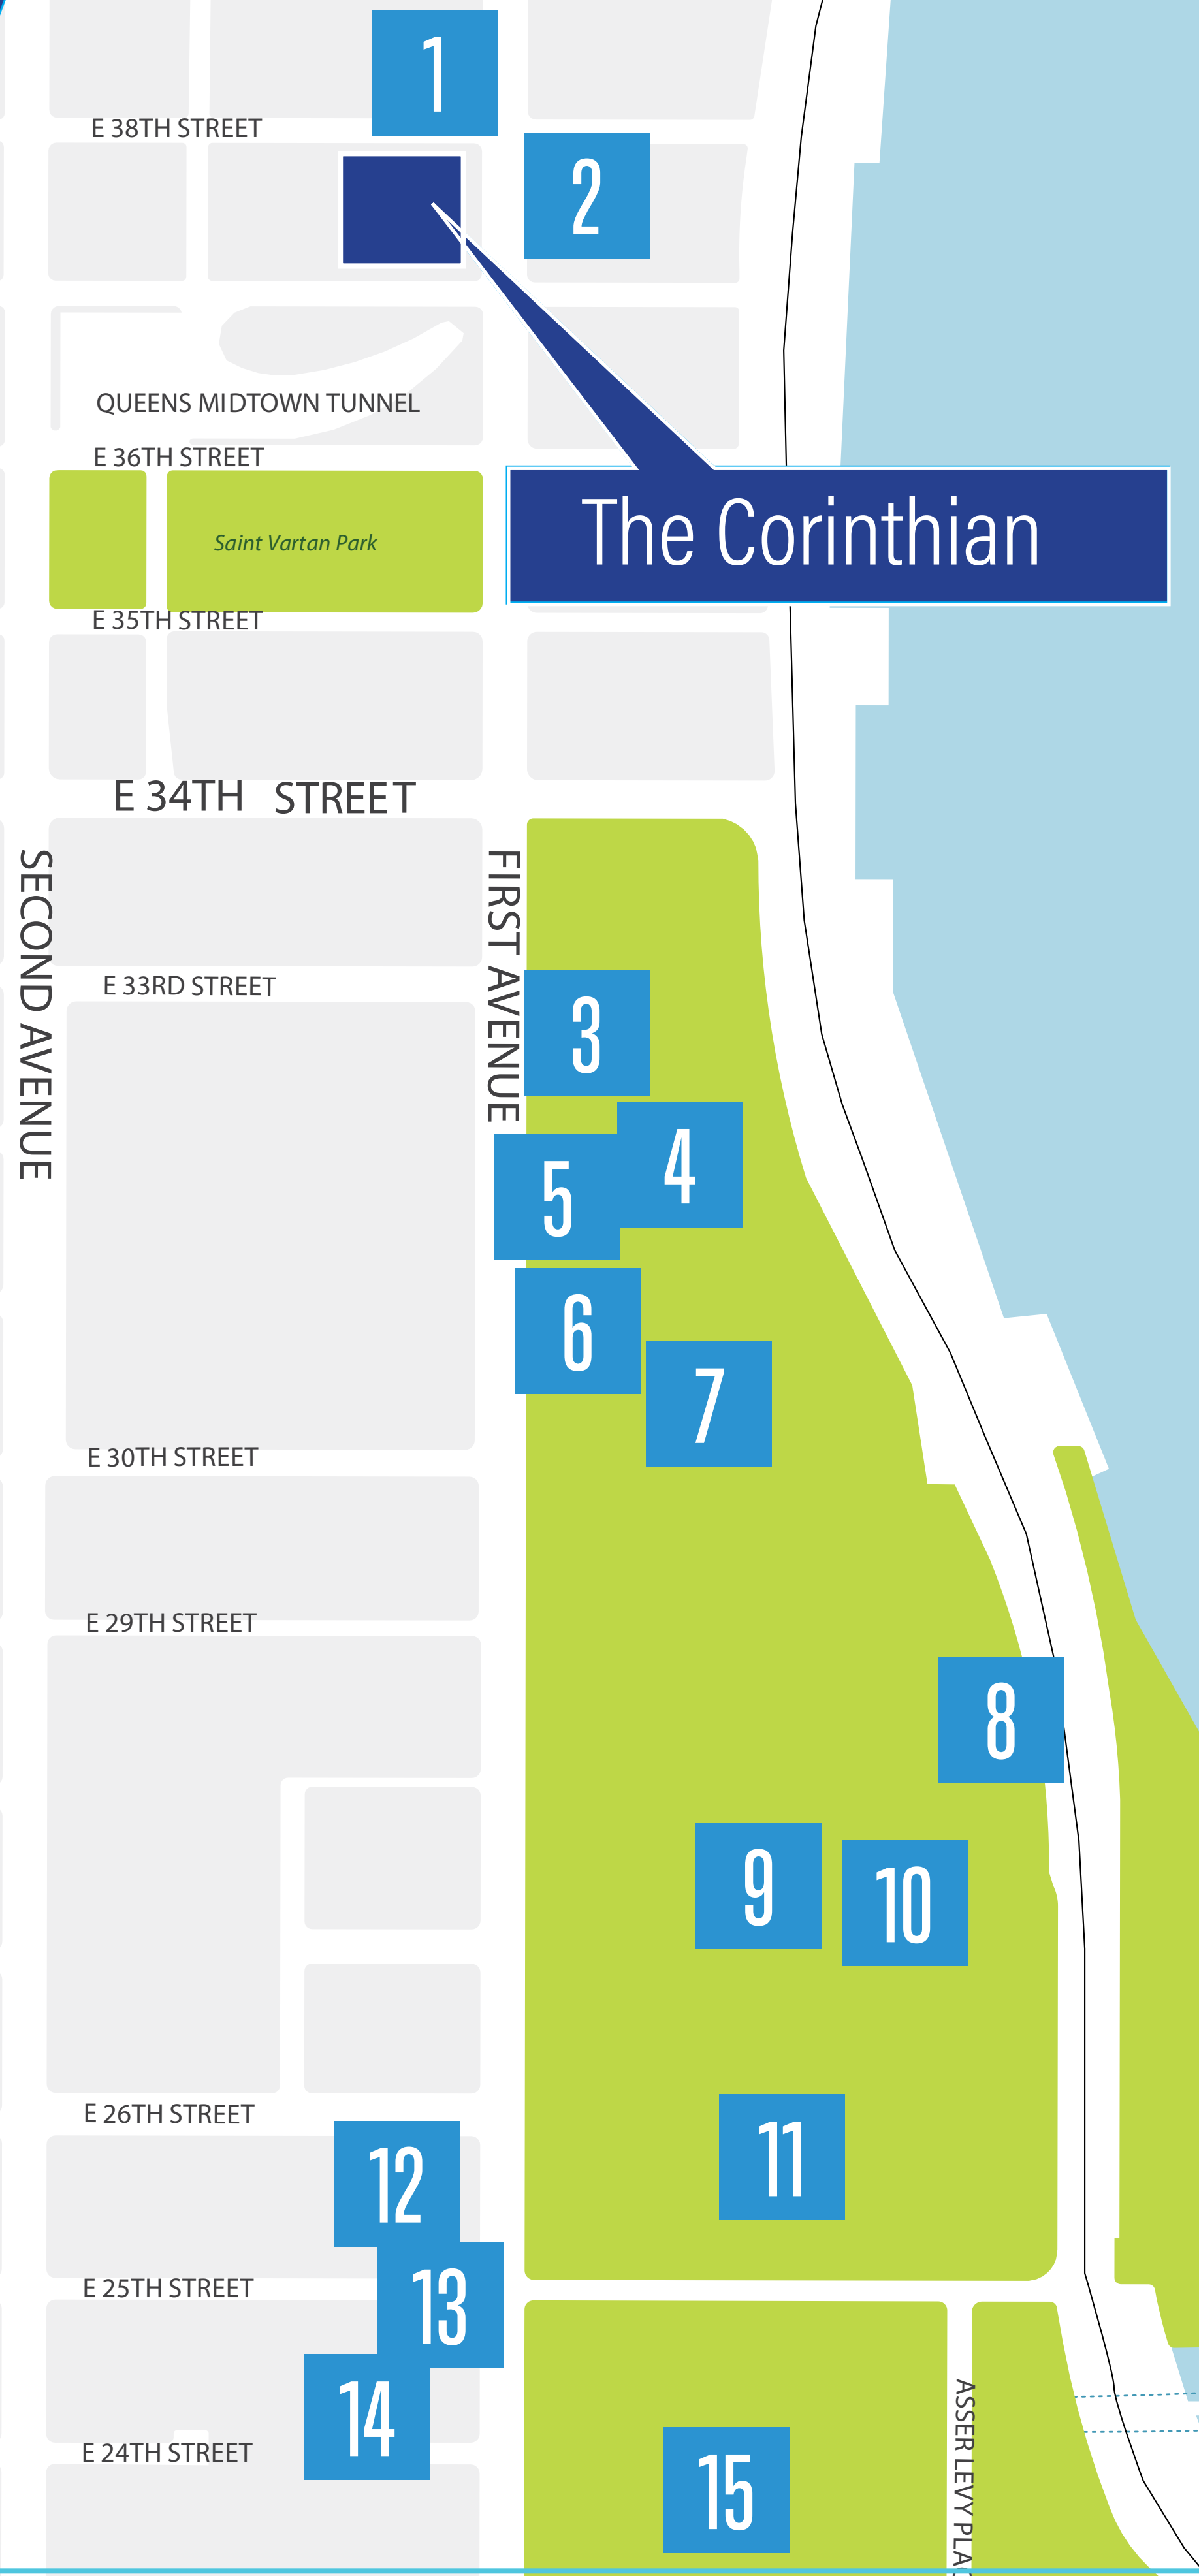 1
E 38TH STREET
2
QUEENS MIDTOWN TUNNEL
E 36TH STREET
The Corinthian
Saint Vartan Park
E 35TH STREET
E 34TH STREET
SECOND AVENUE
FIRST AVENUE
E 33RD STREET
3
4
5
6
7
E 30TH STREET
E 29TH STREET
8
9
10
E 26TH STREET
11
12
E 25TH STREET
13
14
E 24TH STREET
15
ASSER LEVY